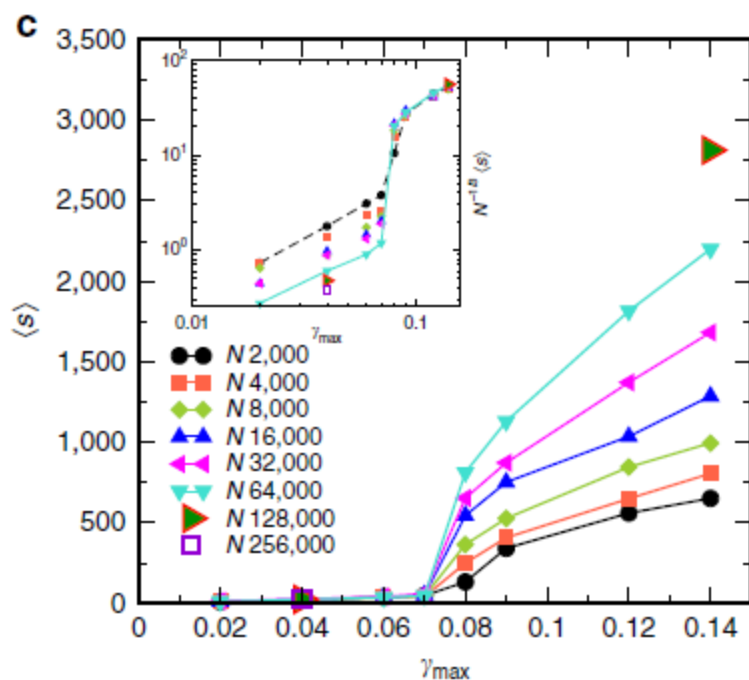 c
3,500
3,000
2,500
2,000
1,500
1,000
500
0
⟨s⟩
10²
10¹
10⁰
0.01
0.1
γmax
N⁻¹ᐟ³ ⟨s⟩
N 2,000
N 4,000
N 8,000
N 16,000
N 32,000
N 64,000
N 128,000
N 256,000
0 0.02 0.04 0.06 0.08 0.1 0.12 0.14
γmax